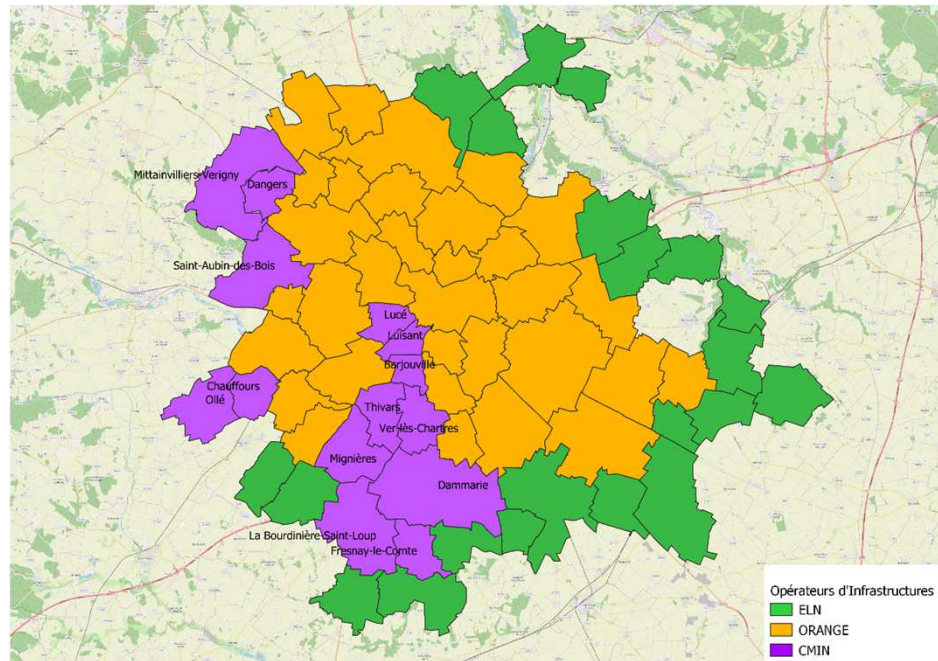 Mittainvilliers-Verigny
Dangers
Saint-Aubin-des-Bois
Lucé
Luisant
Barjouville
Chauffours
Ollé
Thivars
Ver-lès-Chartres
Mignières
Dammarie
La Bourdinière-Saint-Loup
Fresnay-le-Comte
Opérateurs d'Infrastructures
ELN
ORANGE
CMIN